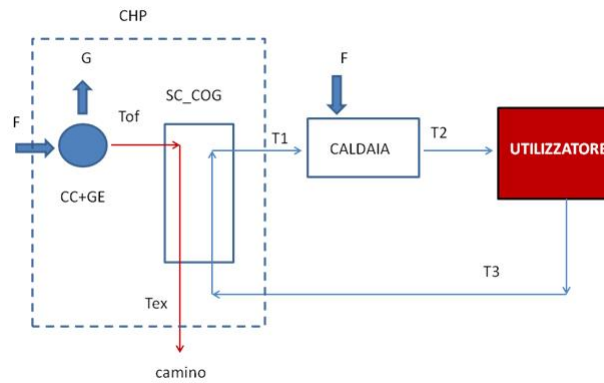 CHP
G
F
Tof
SC_COG
F
T1
CALDAIA
T2
UTILIZZATORE
CC+GE
T3
Tex
camino